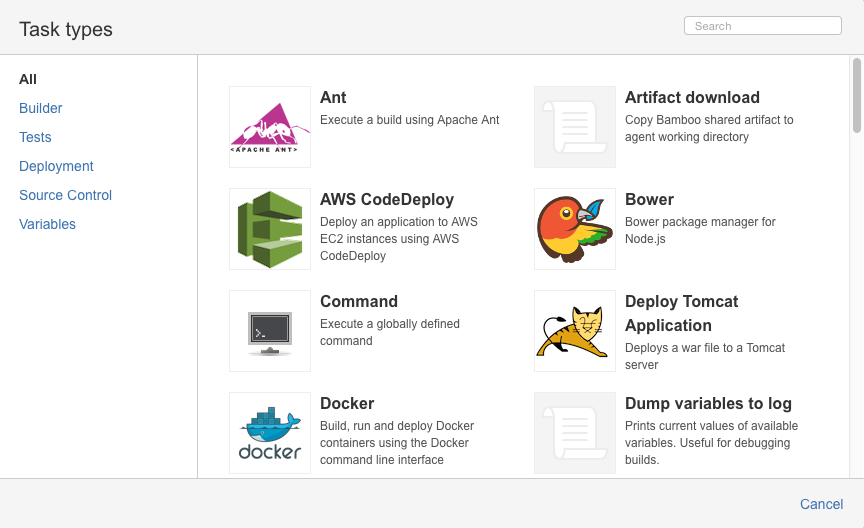 Task types
Search
All
Builder
Tests
Deployment
Source Control
Variables
<APACHE ANT>
Ant
Execute a build using Apache Ant
Artifact download
Copy Bamboo shared artifact to
agent working directory
AWS CodeDeploy
Deploy an application to AWS
EC2 instances using AWS
CodeDeploy
Bower
Bower package manager for
Node.js
>_
Command
Execute a globally defined
command
Deploy Tomcat
Application
Deploys a war file to a Tomcat
server
docker
Docker
Build, run and deploy Docker
containers using the Docker
command line interface
Dump variables to log
Prints current values of available
variables. Useful for debugging
builds.
Cancel